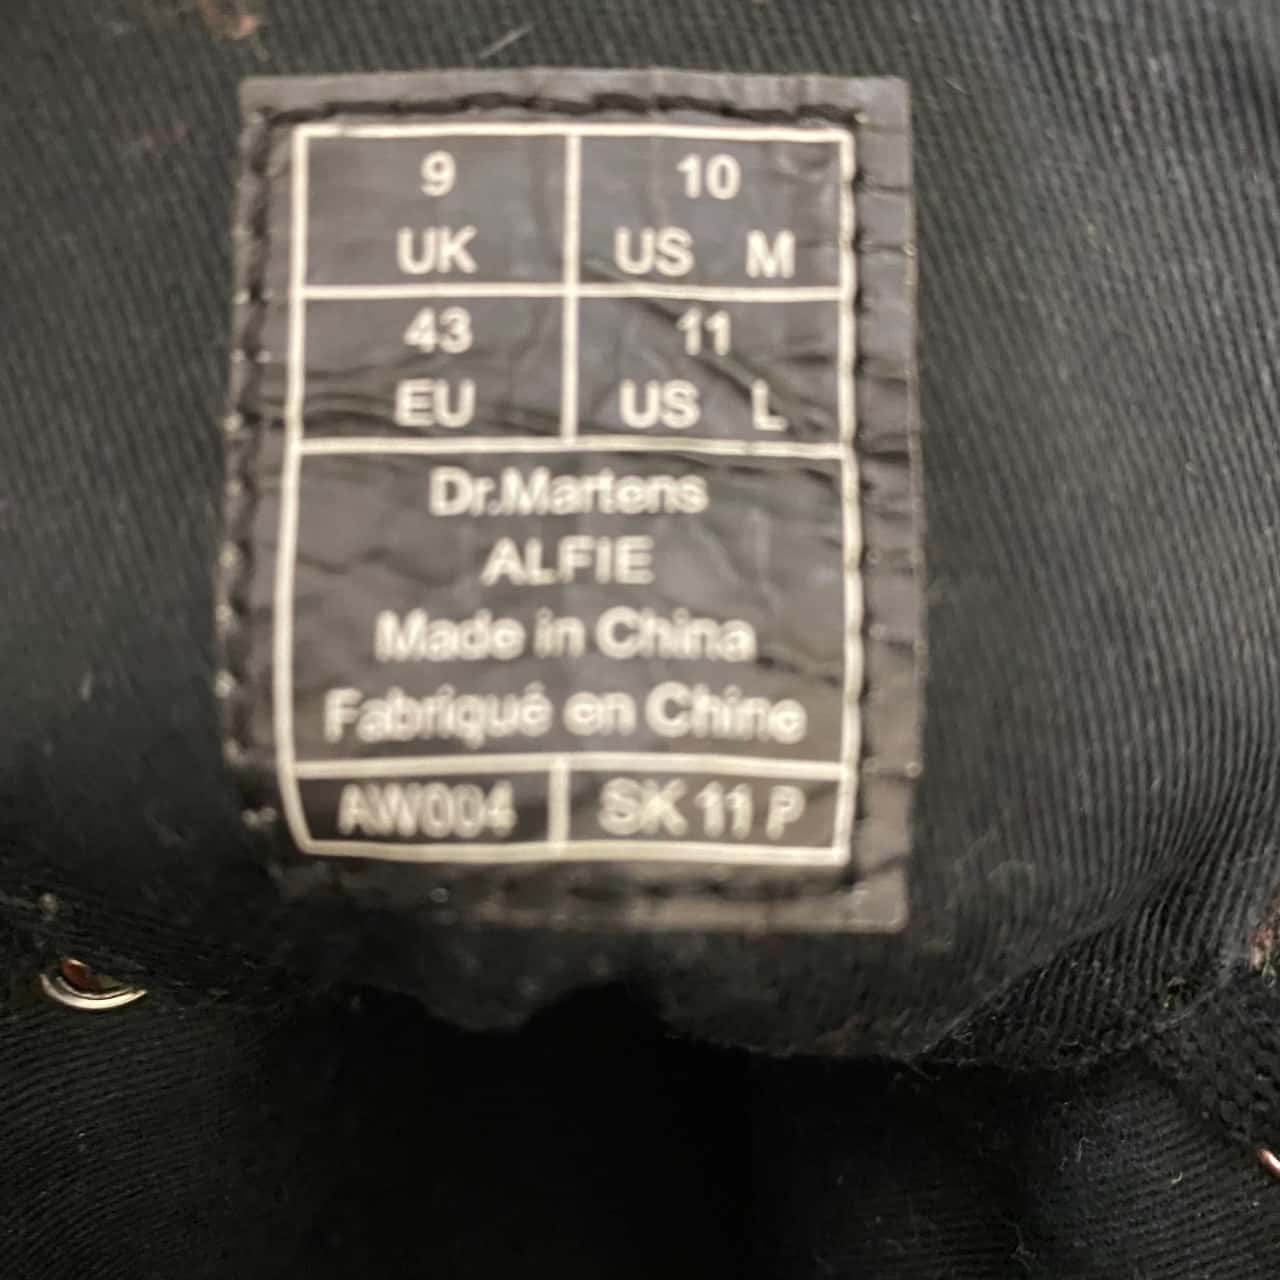 9
UK
10
US M
43
EU
11
US L
Dr.Martens
ALFIE
Made in China
Fabriqué en Chine
AW004
SK 11 P